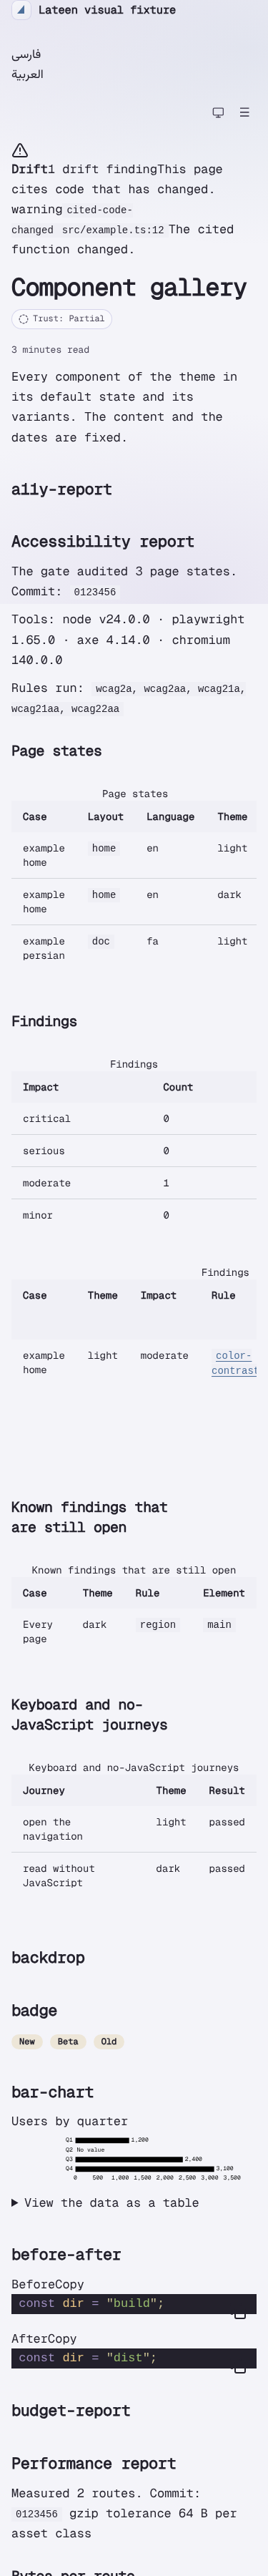 Lateen visual fixture
فارسی
العربية
Drift1 drift findingThis page
cites code that has changed.
warning cited-code-
changed src/example.ts:12 The cited
function changed.
Component gallery
Trust: Partial
3 minutes read
Every component of the theme in
its default state and its
variants. The content and the
dates are fixed.
a11y-report
Accessibility report
The gate audited 3 page states.
Commit: 0123456
Tools: node v24.0.0 · playwright
1.65.0 · axe 4.14.0 · chromium
140.0.0
Rules run: wcag2a, wcag2aa, wcag21a,
wcag21aa, wcag22aa
Page states
Page states
Case Layout Language Theme
example home home en light
example home home en dark
example persian doc fa light
Findings
Findings
Impact Count
critical 0
serious 0
moderate 1
minor 0
Findings
Case Theme Impact Rule
example home light moderate color-contrast
Known findings that
are still open
Known findings that are still open
Case Theme Rule Element
Every page dark region main
Keyboard and no-
JavaScript journeys
Keyboard and no-JavaScript journeys
Journey Theme Result
open the navigation light passed
read without JavaScript dark passed
backdrop
badge
New Beta Old
bar-chart
Users by quarter
Q1 1,200
Q2 No value
Q3 2,400
Q4 3,100
0 500 1,000 1,500 2,000 2,500 3,000 3,500
View the data as a table
before-after
BeforeCopy
const dir = "build";
AfterCopy
const dir = "dist";
budget-report
Performance report
Measured 2 routes. Commit:
0123456 gzip tolerance 64 B per
asset class
Bytes per route